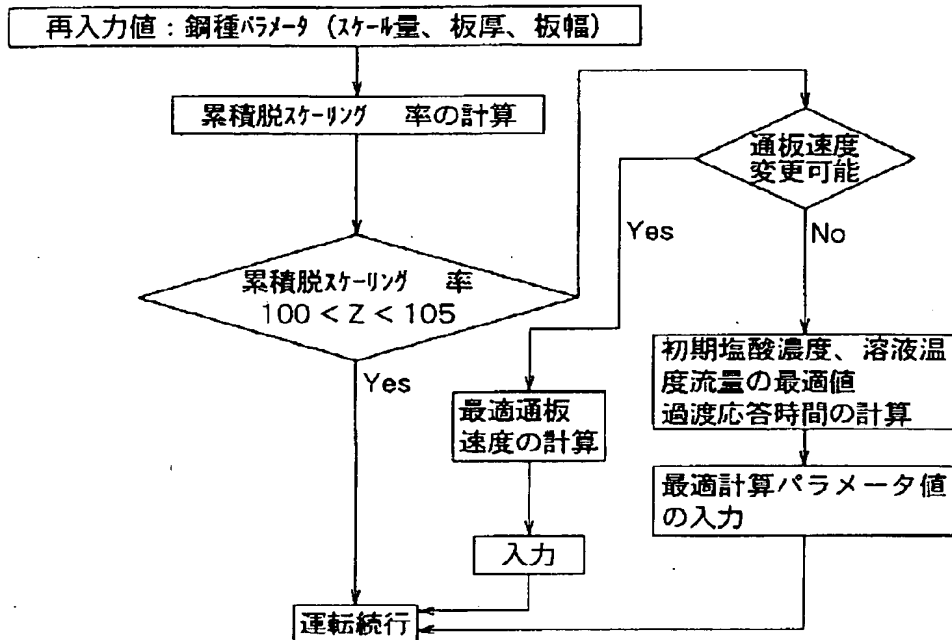 再入力値：鋼種パラメータ（スケール量、板厚、板幅）
累積脱スケーリング　率の計算
通板速度
変更可能
Yes
No
累積脱スケーリング　率
100＜Z＜105
Yes
初期塩酸濃度、溶液温
度流量の最適値
過渡応答時間の計算
最適通板
速度の計算
最適計算パラメータ値
の入力
入力
運転続行